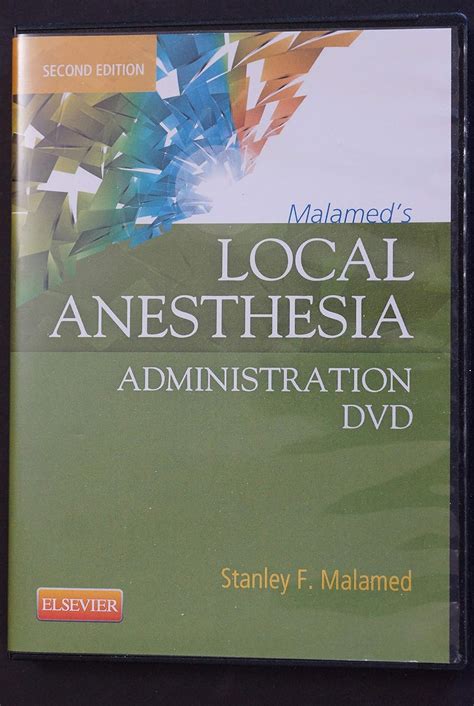 SECOND EDITION
Malamed's
LOCAL
ANESTHESIA
ADMINISTRATION
DVD
Stanley F. Malamed
ELSEVIER